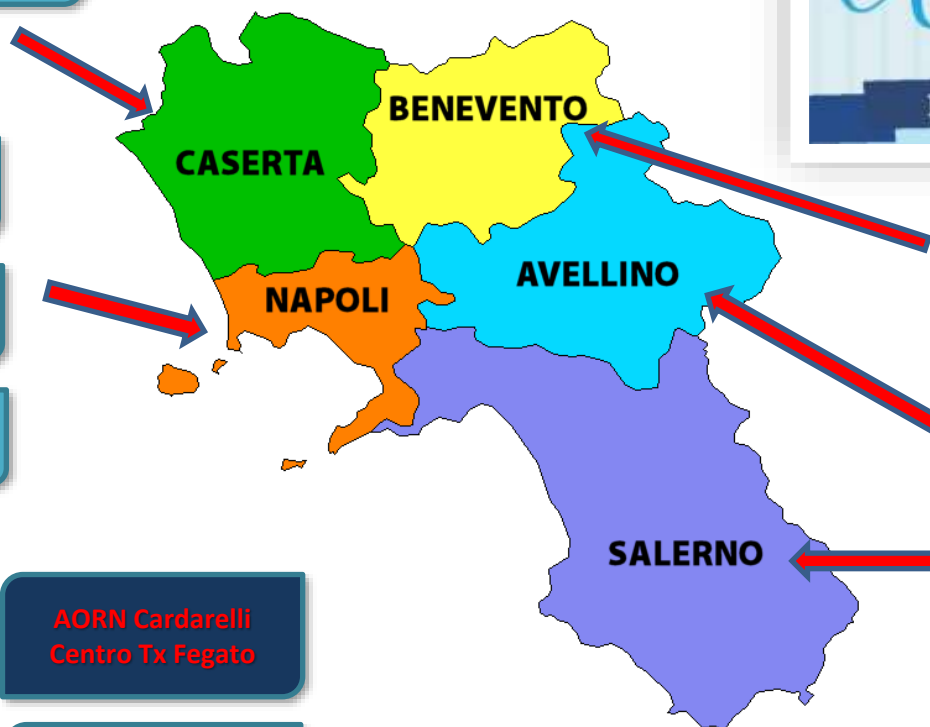 BENEVENTO
CASERTA
AVELLINO
NAPOLI
SALERNO
AORN Cardarelli
Centro Tx Fegato